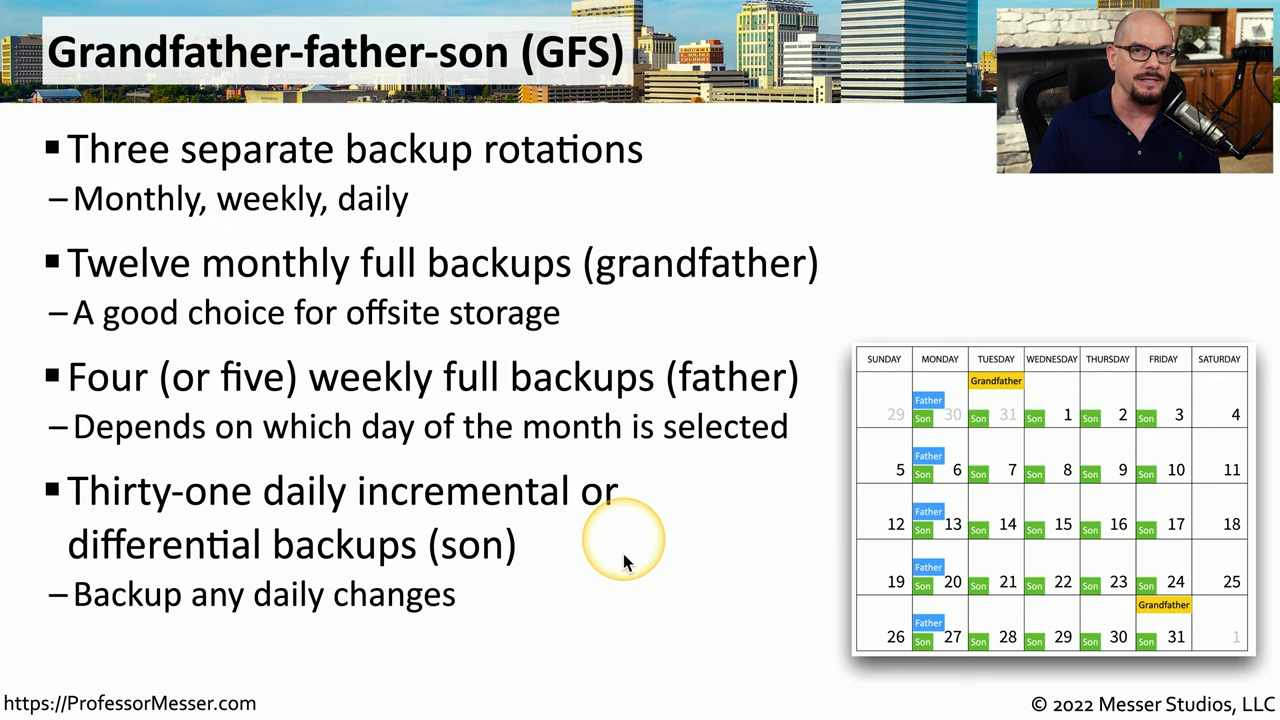 Grandfather-father-son (GFS)
▪ Three separate backup rotations
– Monthly, weekly, daily
▪ Twelve monthly full backups (grandfather)
– A good choice for offsite storage
▪ Four (or five) weekly full backups (father)
– Depends on which day of the month is selected
▪ Thirty-one daily incremental or
differential backups (son)
– Backup any daily changes
SUNDAY MONDAY TUESDAY WEDNESDAY THURSDAY FRIDAY SATURDAY
Grandfather
Father
29 Son 30 Son 31 Son 1 Son 2 Son 3 4
Father
5 Son 6 Son 7 Son 8 Son 9 Son 10 11
Father
12 Son 13 Son 14 Son 15 Son 16 Son 17 18
Father
19 Son 20 Son 21 Son 22 Son 23 Son 24 25
Grandfather
Father
26 Son 27 Son 28 Son 29 Son 30 Son 31 1
https://ProfessorMesser.com
© 2022 Messer Studios, LLC